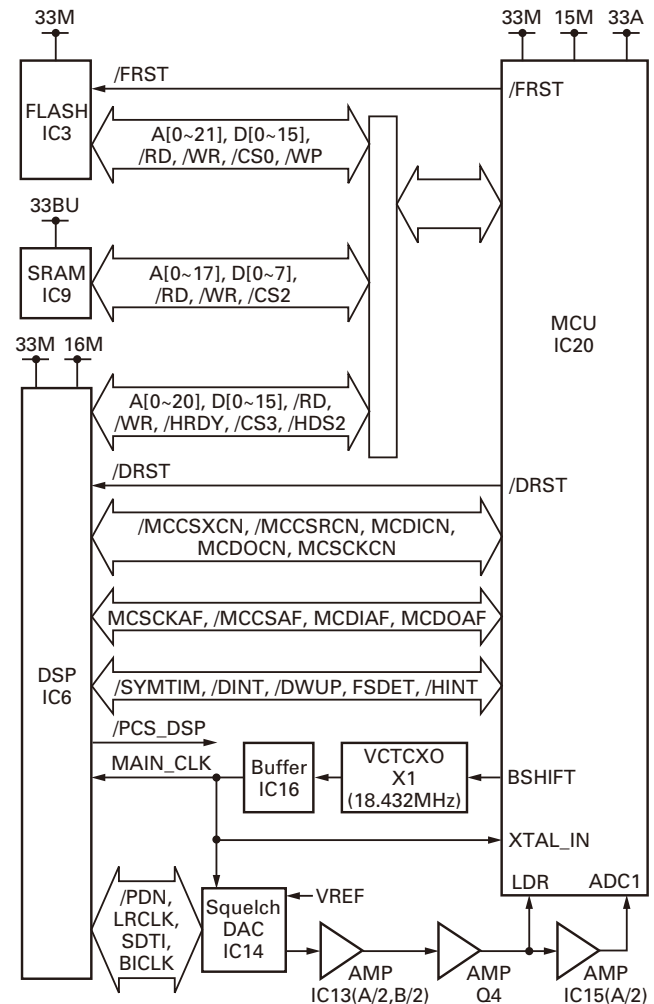 33M
33M
15M
33A
/FRST
/FRST
FLASH
IC3
A[0~21], D[0~15],
/RD, /WR, /CS0, /WP
33BU
SRAM
IC9
A[0~17], D[0~7],
/RD, /WR, /CS2
MCU
IC20
33M
16M
A[0~20], D[0~15], /RD,
/WR, /HRDY, /CS3, /HDS2
/DRST
/DRST
/MCCSXCN, /MCCSRCN, MCDICN,
MCDOCN, MCSCKCN
MCSCKAF, /MCCSAF, MCDIAF, MCDOAF
DSP
IC6
/SYMTIM, /DINT, /DWUP, FSDET, /HINT
/PCS_DSP
MAIN_CLK
Buffer
IC16
VCTCXO
X1
(18.432MHz)
BSHIFT
XTAL_IN
LDR
ADC1
/PDN,
LRCLK,
SDTI,
BICLK
Squelch
DAC
IC14
VREF
AMP
IC13(A/2,B/2)
AMP
Q4
AMP
IC15(A/2)